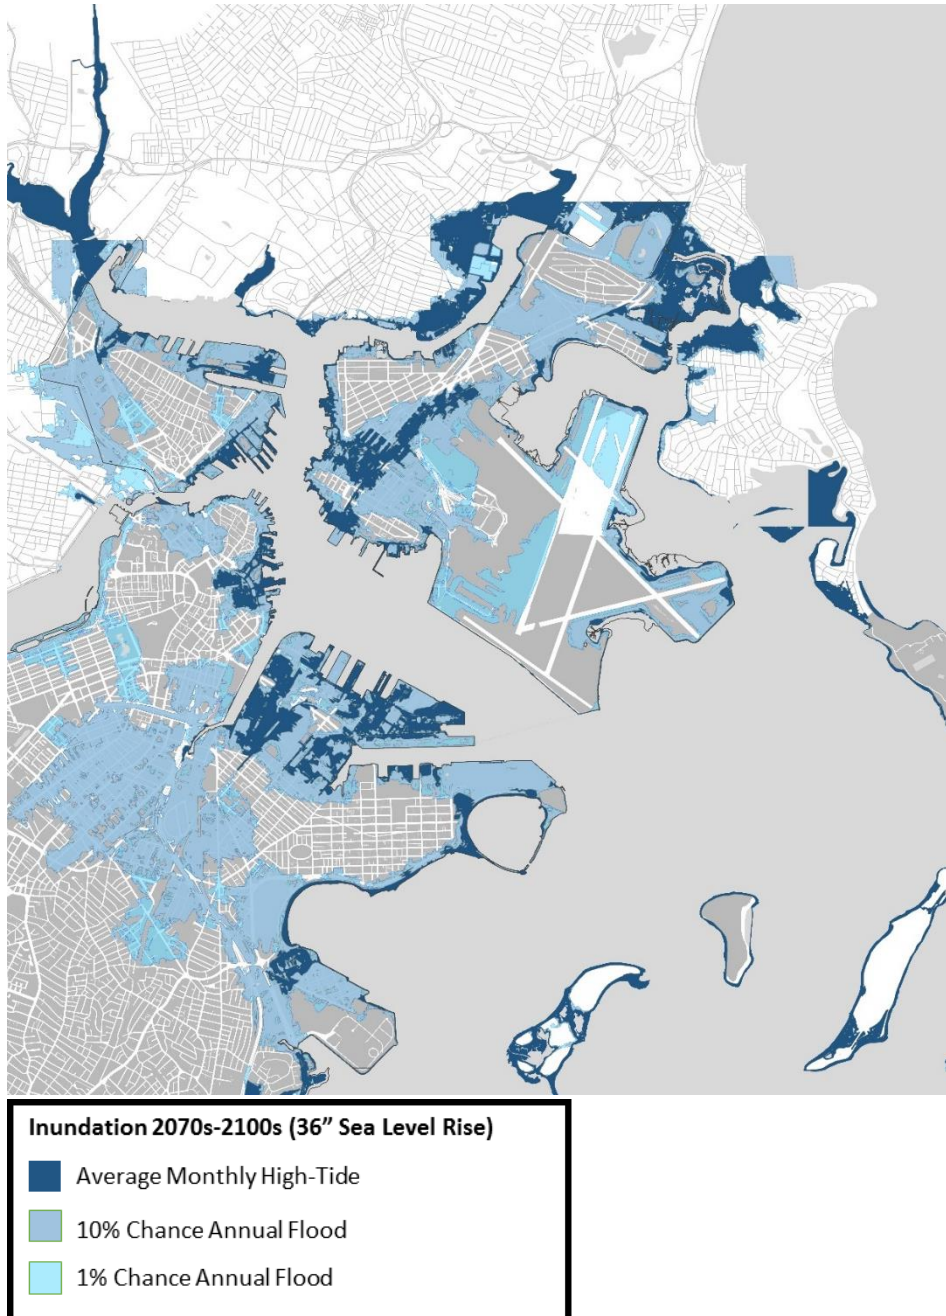 Inundation 2070s-2100s (36” Sea Level Rise)
Average Monthly High-Tide
10% Chance Annual Flood
1% Chance Annual Flood